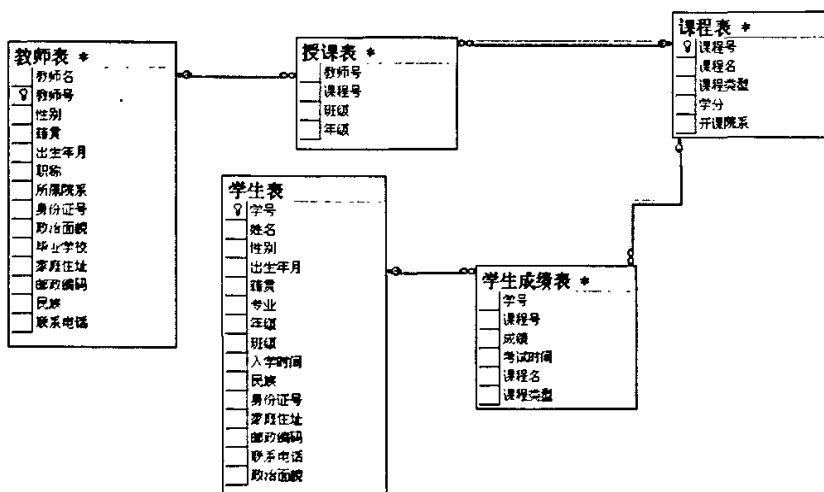 教师表 *
教师名
教师号
性别
籍贯
出生年月
职称
所属院系
身份证号
政治面貌
毕业学校
家庭住址
邮政编码
民族
联系电话
授课表 *
教师号
课程号
班级
年级
课程表 *
课程号
课程名
课程类型
学分
开课院系
学生表
学号
姓名
性别
出生年月
籍贯
专业
年级
班级
入学时间
民族
身份证号
家庭住址
邮政编码
联系电话
政治面貌
学生成绩表 *
学号
课程号
成绩
考试时间
课程名
课程类型